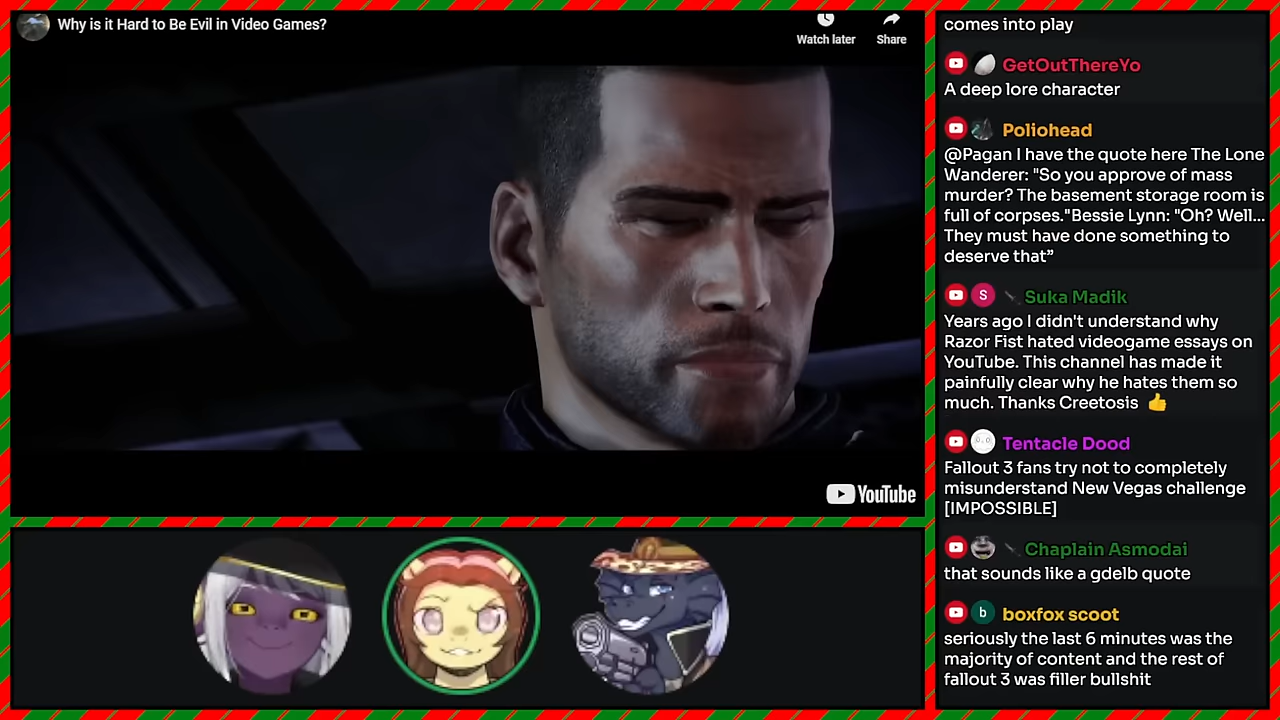 Why is it Hard to Be Evil in Video Games?
Watch later
Share
YouTube
comes into play
GetOutThereYo
A deep lore character
Poliohead
@Pagan I have the quote here The Lone
Wanderer: "So you approve of mass
murder? The basement storage room is
full of corpses."Bessie Lynn: "Oh? Well...
They must have done something to
deserve that”
S
Suka Madik
Years ago I didn't understand why
Razor Fist hated videogame essays on
YouTube. This channel has made it
painfully clear why he hates them so
much. Thanks Creetosis 👍
Tentacle Dood
Fallout 3 fans try not to completely
misunderstand New Vegas challenge
[IMPOSSIBLE]
Chaplain Asmodai
that sounds like a gdelb quote
b
boxfox scoot
seriously the last 6 minutes was the
majority of content and the rest of
fallout 3 was filler bullshit